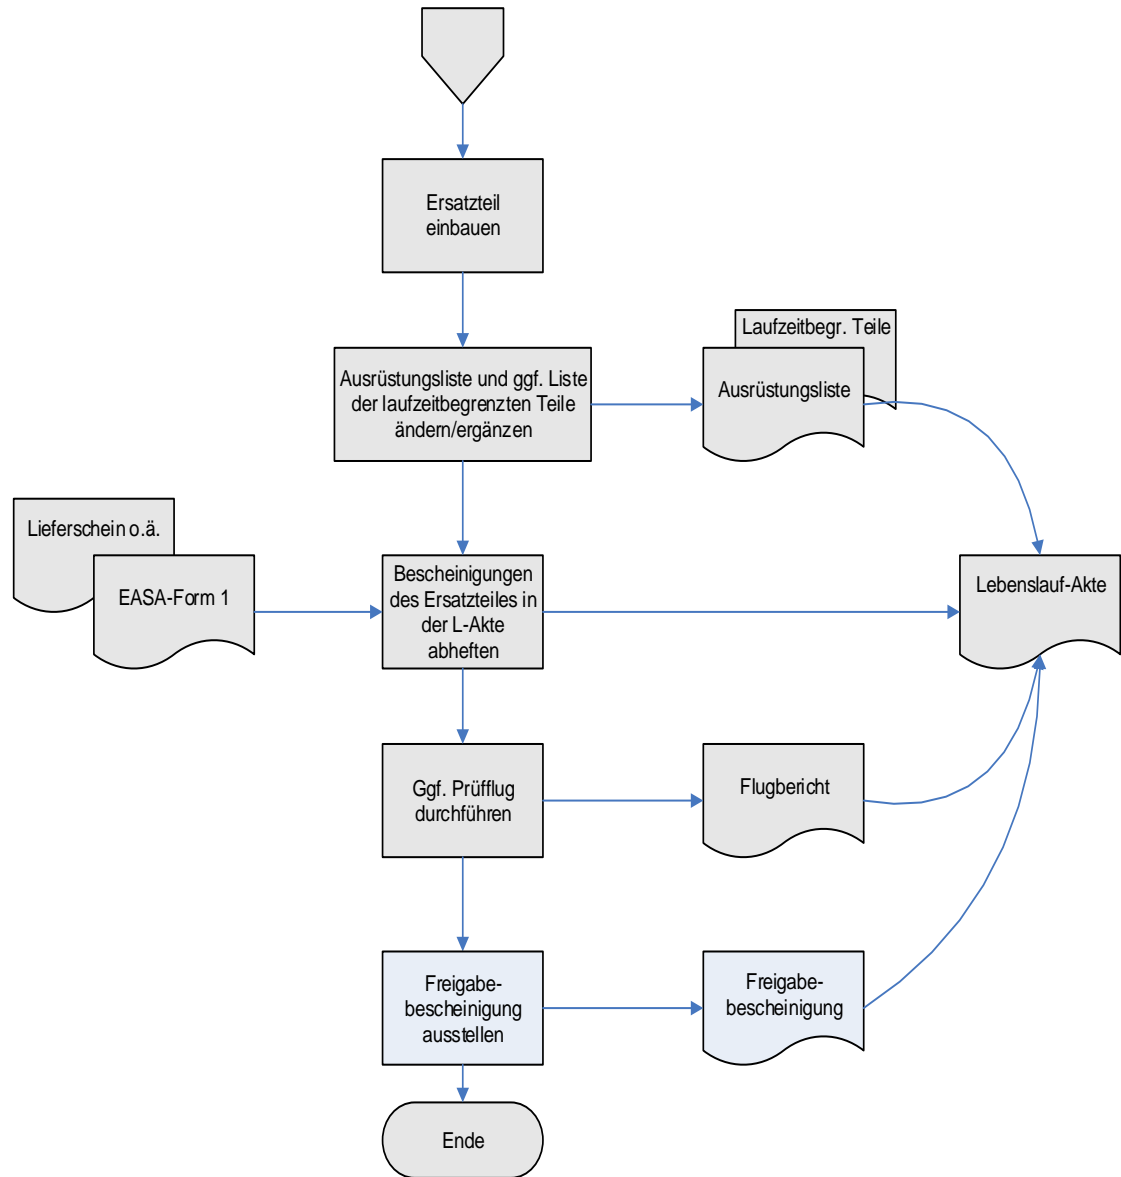 Ersatzteil
einbauen
Laufzeitbegr. Teile
Ausrüstungsliste und ggf. Liste
der laufzeitbegrenzten Teile
ändern/ergänzen
Ausrüstungsliste
Lieferschein o.ä.
EASA-Form 1
Bescheinigungen
des Ersatzteiles in
der L-Akte
abheften
Lebenslauf-Akte
Ggf. Prüfflug
durchführen
Flugbericht
Freigabe-
bescheinigung
ausstellen
Freigabe-
bescheinigung
Ende